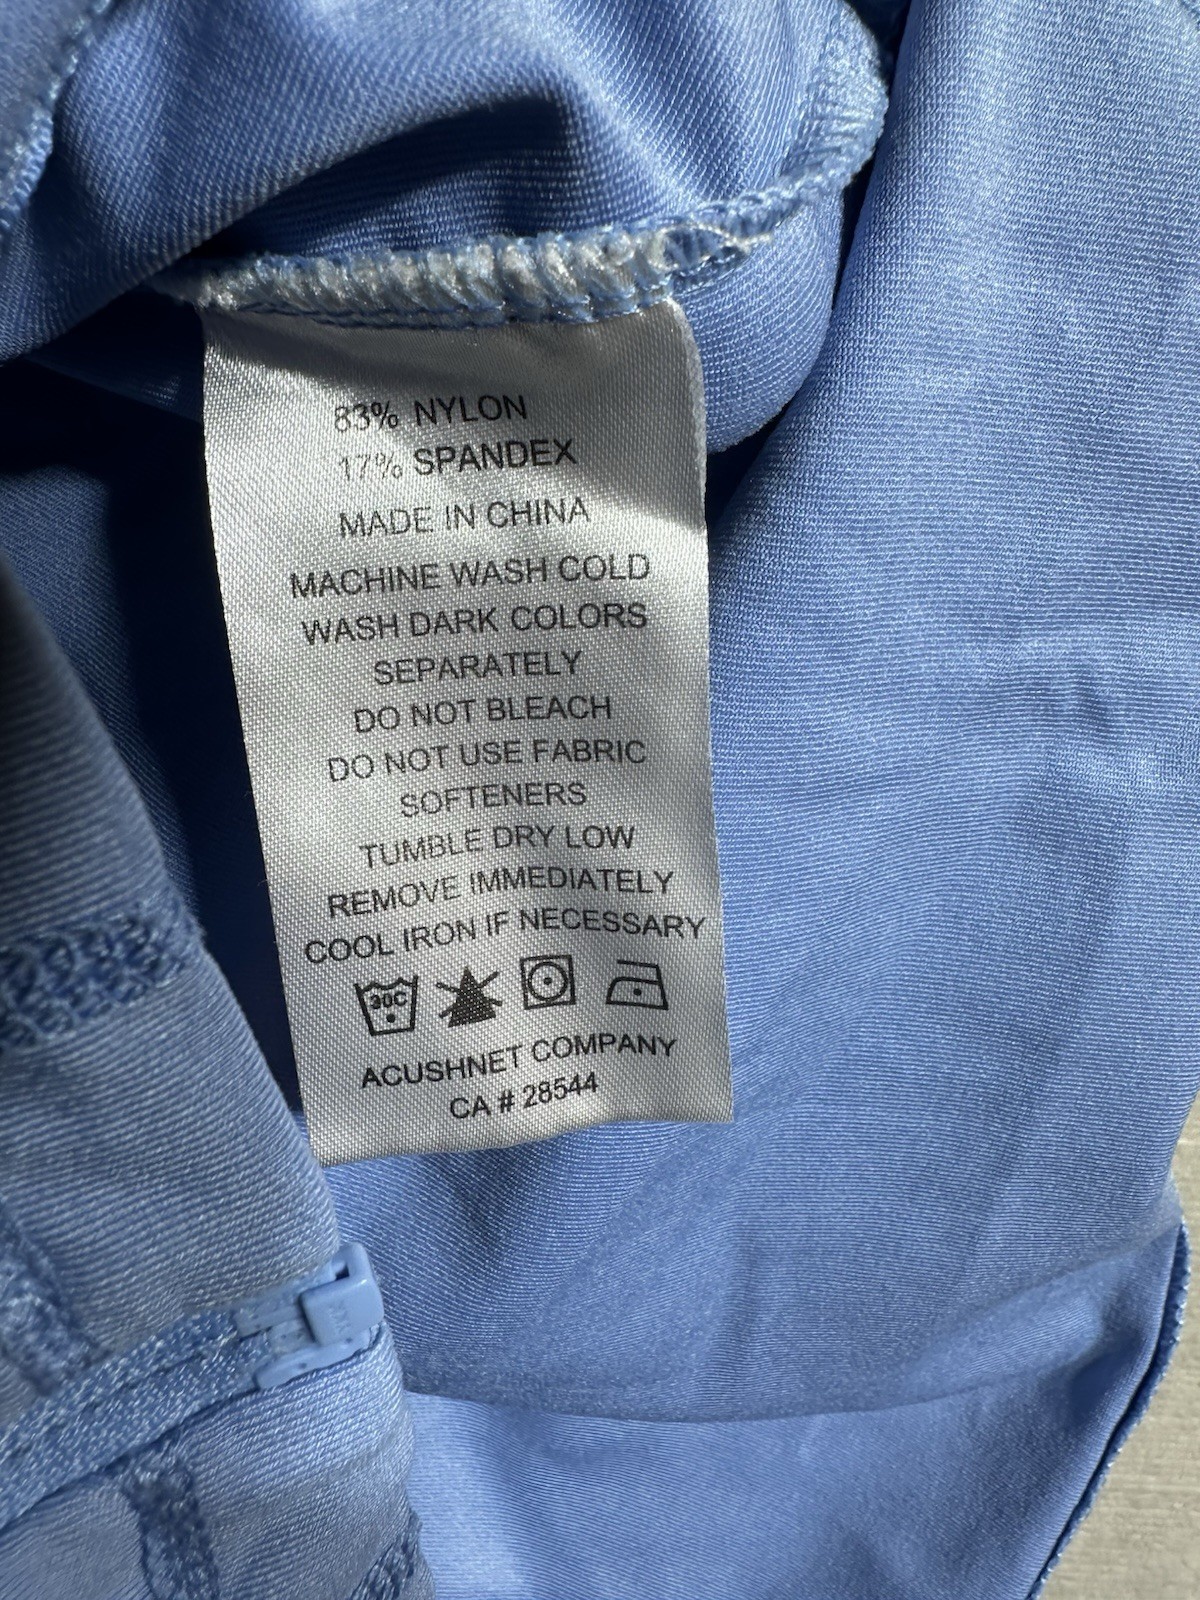 83% NYLON
17% SPANDEX
MADE IN CHINA
MACHINE WASH COLD
WASH DARK COLORS
SEPARATELY
DO NOT BLEACH
DO NOT USE FABRIC
SOFTENERS
TUMBLE DRY LOW
REMOVE IMMEDIATELY
COOL IRON IF NECESSARY
30C
ACUSHNET COMPANY
CA # 28544